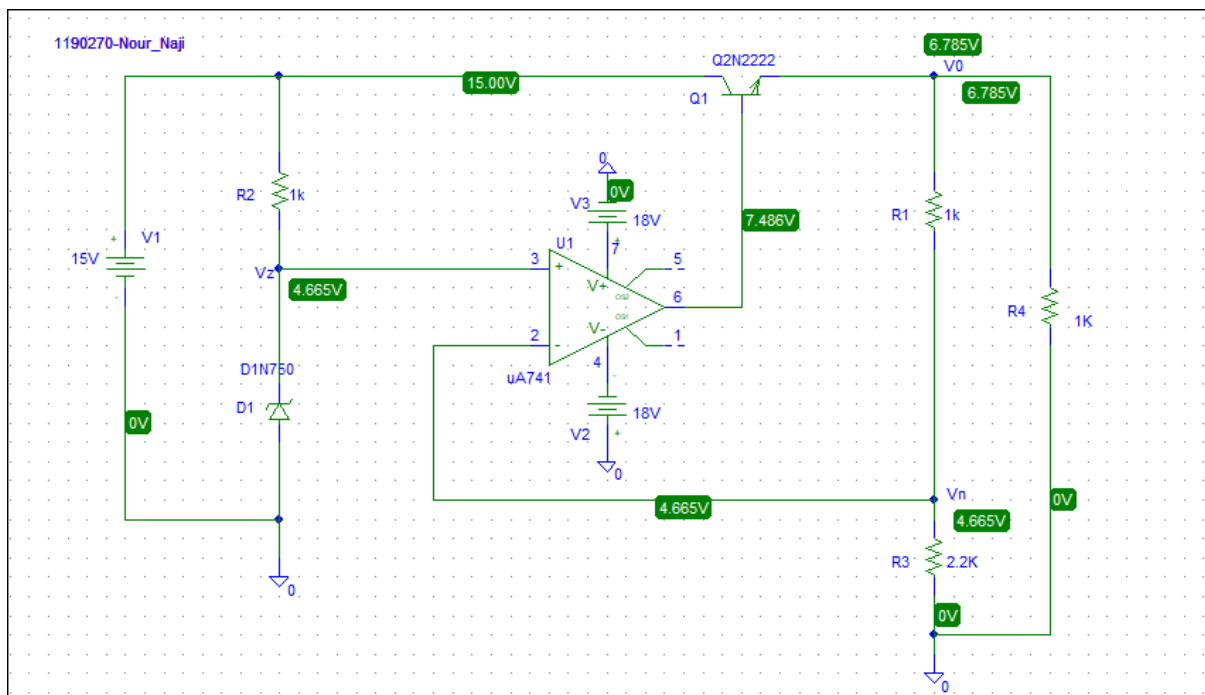 1190270-Nour_Naji
6.785V
V0
Q2N2222
15.00V
6.785V
Q1
0
R2
1k
0V
V3
18V
7.486V
R1
1k
V1
+
15V
-
U1
7
+
5
Vz
3
+
V+
OS2
4.665V
6
R4
1K
OS1
V-
2
-
1
4
-
uA741
D1N750
D1
18V
0V
V2
+
0
Vn
0V
4.665V
4.665V
R3
2.2K
0
0V
0